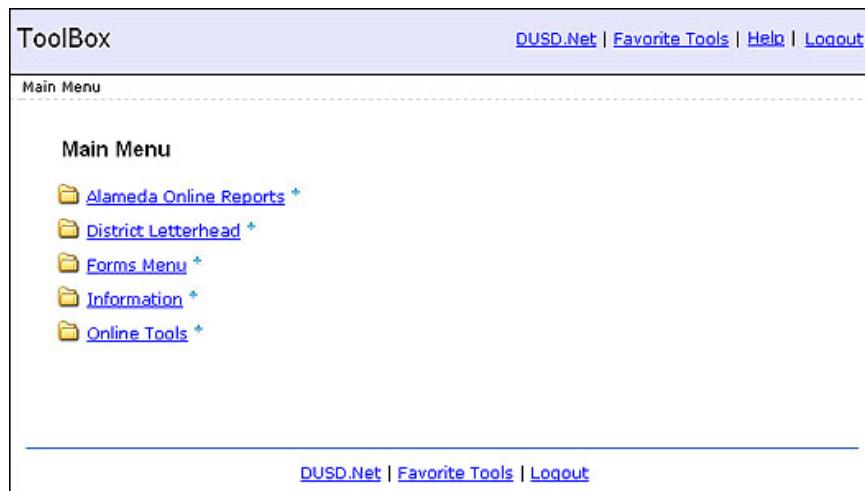 ToolBox DUSD.Net | Favorite Tools | Help | Logout
Main Menu
Main Menu
Alameda Online Reports +
District Letterhead +
Forms Menu +
Information +
Online Tools +
DUSD.Net | Favorite Tools | Logout